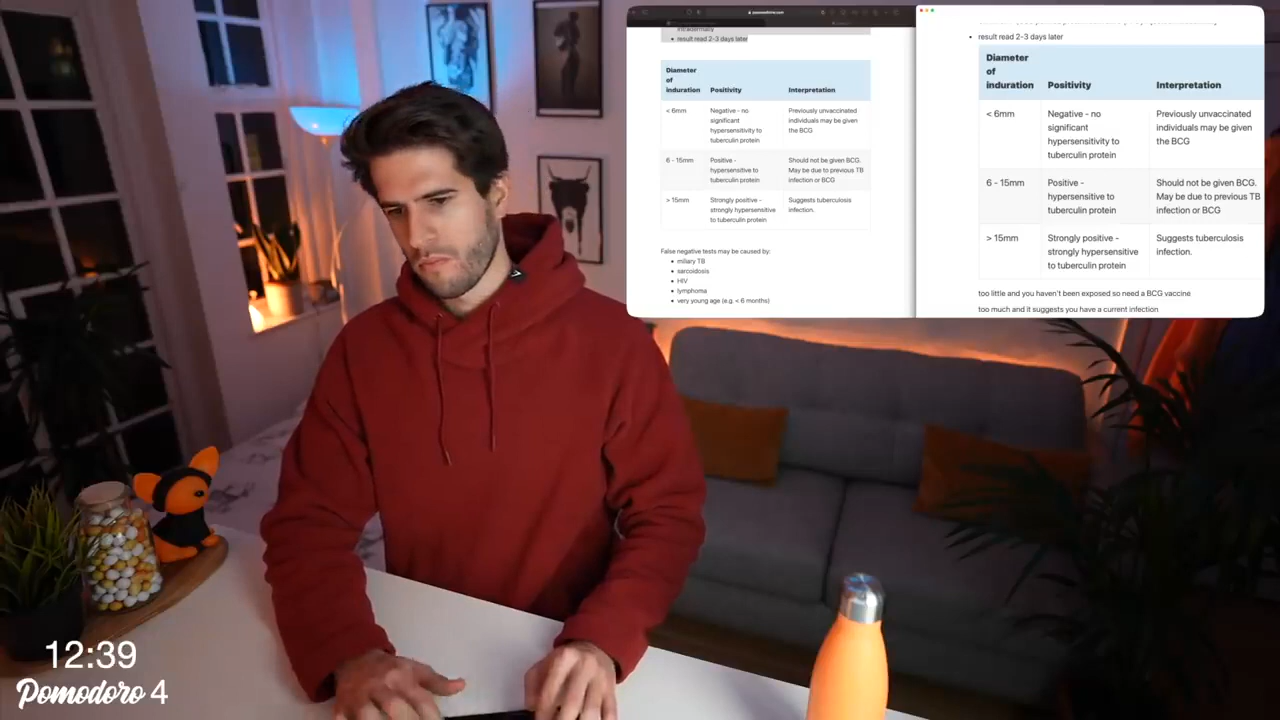 intradermally
result read 2-3 days later
Diameter
of
induration Positivity Interpretation
< 6mm Negative - no Previously unvaccinated
significant individuals may be given
hypersensitivity to the BCG
tuberculin protein
6 - 15mm Positive - Should not be given BCG.
hypersensitive to May be due to previous TB
tuberculin protein infection or BCG
> 15mm Strongly positive - Suggests tuberculosis
strongly hypersensitive infection.
to tuberculin protein
False negative tests may be caused by:
miliary TB
sarcoidosis
HIV
lymphoma
very young age (e.g. < 6 months)
result read 2-3 days later
Diameter
of
induration Positivity Interpretation
< 6mm Negative - no Previously unvaccinated
significant individuals may be given
hypersensitivity to the BCG
tuberculin protein
6 - 15mm Positive - Should not be given BCG.
hypersensitive to May be due to previous TB
tuberculin protein infection or BCG
> 15mm Strongly positive - Suggests tuberculosis
strongly hypersensitive infection.
to tuberculin protein
too little and you haven't been exposed so need a BCG vaccine
too much and it suggests you have a current infection
12:39
Pomodoro 4